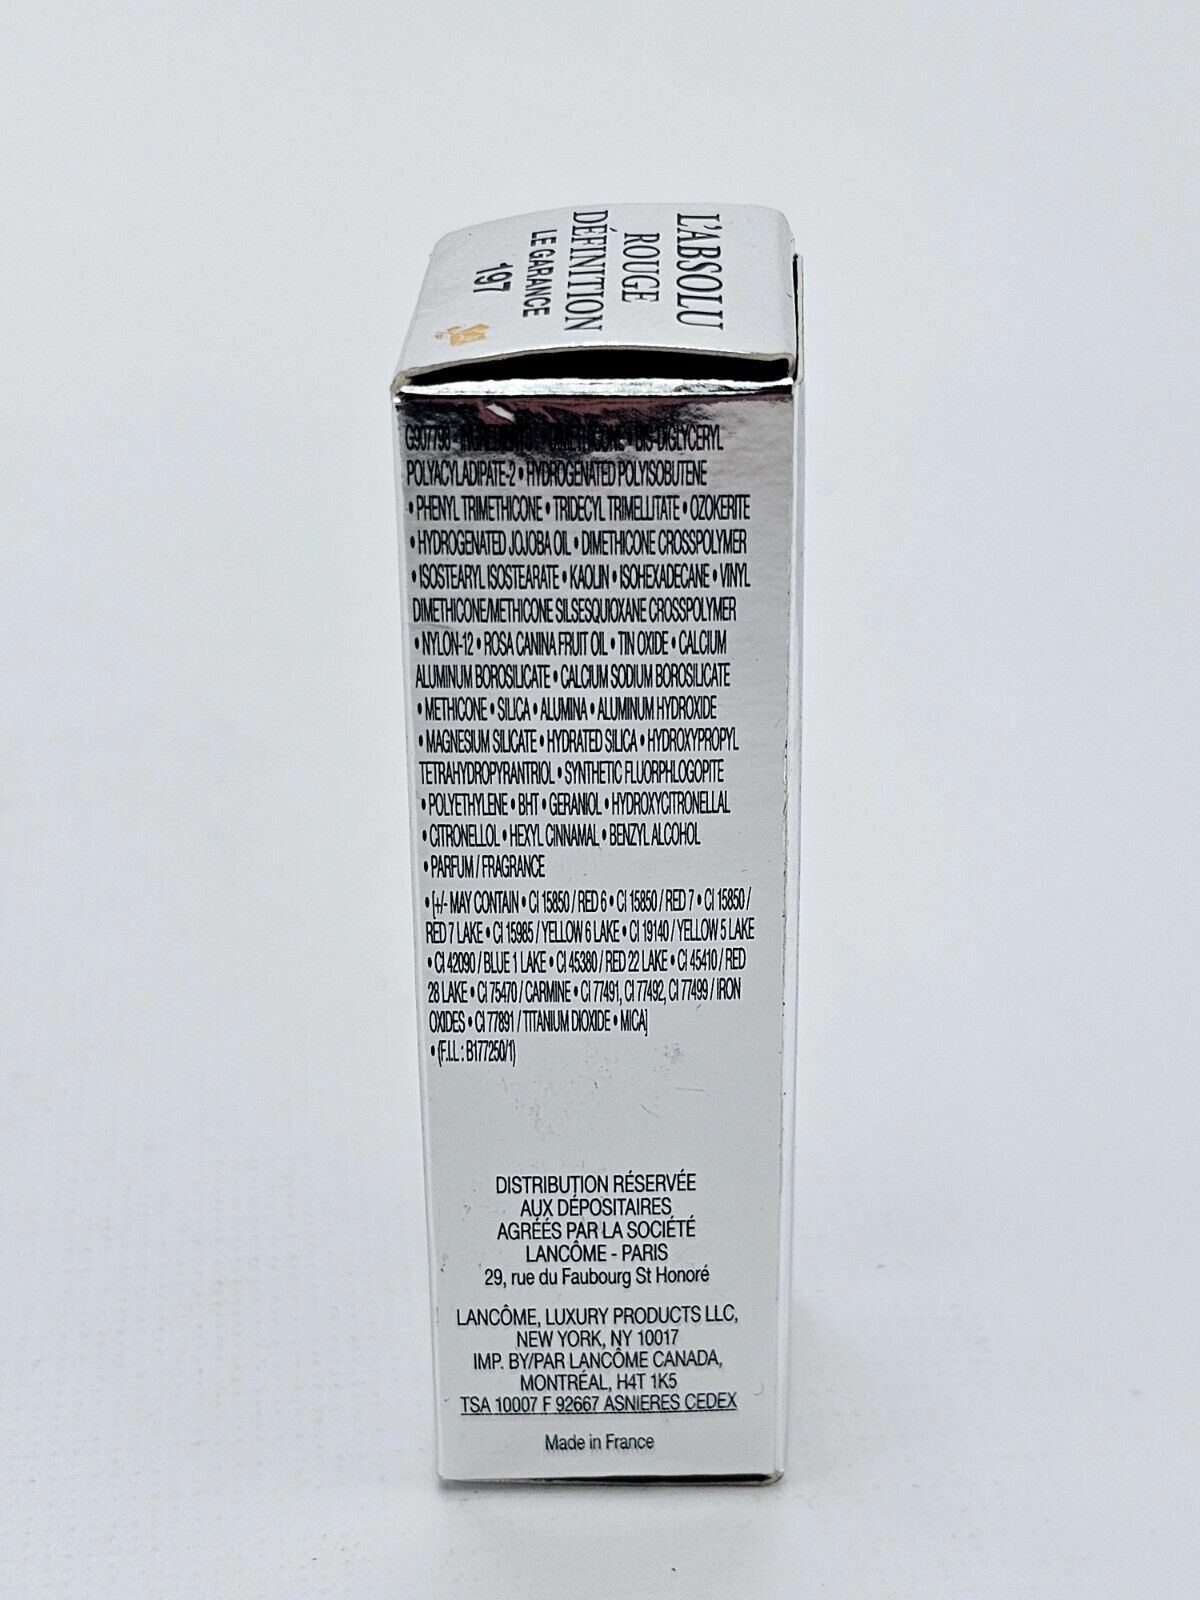 L'ABSOLU
ROUGE
DÉFINITION
LE GARANCE
197
G907798 - INGREDIENTS : DIMETHICONE • BIS-DIGLYCERYL
POLYACYLADIPATE-2 • HYDROGENATED POLYISOBUTENE
• PHENYL TRIMETHICONE • TRIDECYL TRIMELLITATE • OZOKERITE
• HYDROGENATED JOJOBA OIL • DIMETHICONE CROSSPOLYMER
• ISOSTEARYL ISOSTEARATE • KAOLIN • ISOHEXADECANE • VINYL
DIMETHICONE/METHICONE SILSESQUIOXANE CROSSPOLYMER
• NYLON-12 • ROSA CANINA FRUIT OIL • TIN OXIDE • CALCIUM
ALUMINUM BOROSILICATE • CALCIUM SODIUM BOROSILICATE
• METHICONE • SILICA • ALUMINA • ALUMINUM HYDROXIDE
• MAGNESIUM SILICATE • HYDRATED SILICA • HYDROXYPROPYL
TETRAHYDROPYRANTRIOL • SYNTHETIC FLUORPHLOGOPITE
• POLYETHYLENE • BHT • GERANIOL • HYDROXYCITRONELLAL
• CITRONELLOL • HEXYL CINNAMAL • BENZYL ALCOHOL
• PARFUM / FRAGRANCE
• [+/- MAY CONTAIN • CI 15850 / RED 6 • CI 15850 / RED 7 • CI 15850 /
RED 7 LAKE • CI 15985 / YELLOW 6 LAKE • CI 19140 / YELLOW 5 LAKE
• CI 42090 / BLUE 1 LAKE • CI 45380 / RED 22 LAKE • CI 45410 / RED
28 LAKE • CI 75470 / CARMINE • CI 77491, CI 77492, CI 77499 / IRON
OXIDES • CI 77891 / TITANIUM DIOXIDE • MICA]
• (F.I.L : B177250/1)
DISTRIBUTION RÉSERVÉE
AUX DÉPOSITAIRES
AGRÉÉS PAR LA SOCIÉTÉ
LANCÔME - PARIS
29, rue du Faubourg St Honoré
LANCÔME, LUXURY PRODUCTS LLC,
NEW YORK, NY 10017
IMP. BY/PAR LANCÔME CANADA,
MONTRÉAL, H4T 1K5
TSA 10007 F 92667 ASNIERES CEDEX
Made in France